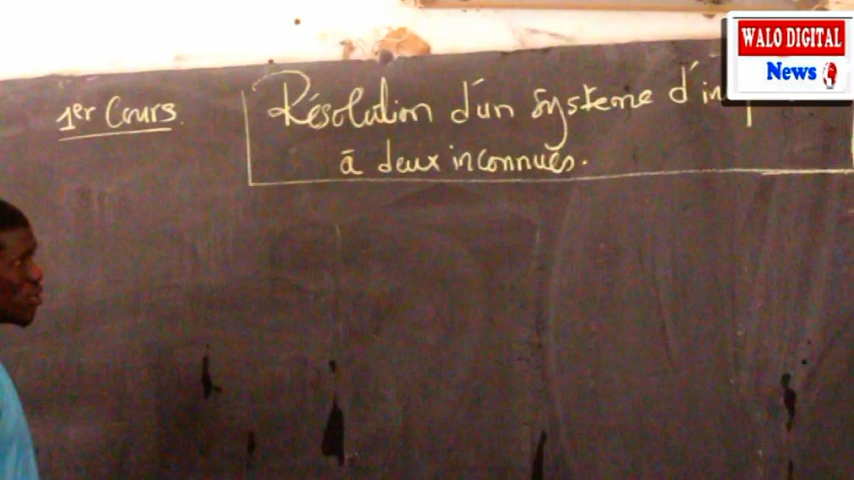 1er Cours.
Résolution d'un système d'in
à deux inconnues.
WALO DIGITAL
News